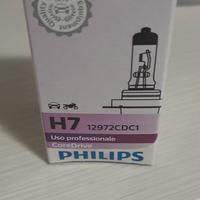 H7 12972CDC1
Uso professionale
CoreDrive
PHILIPS